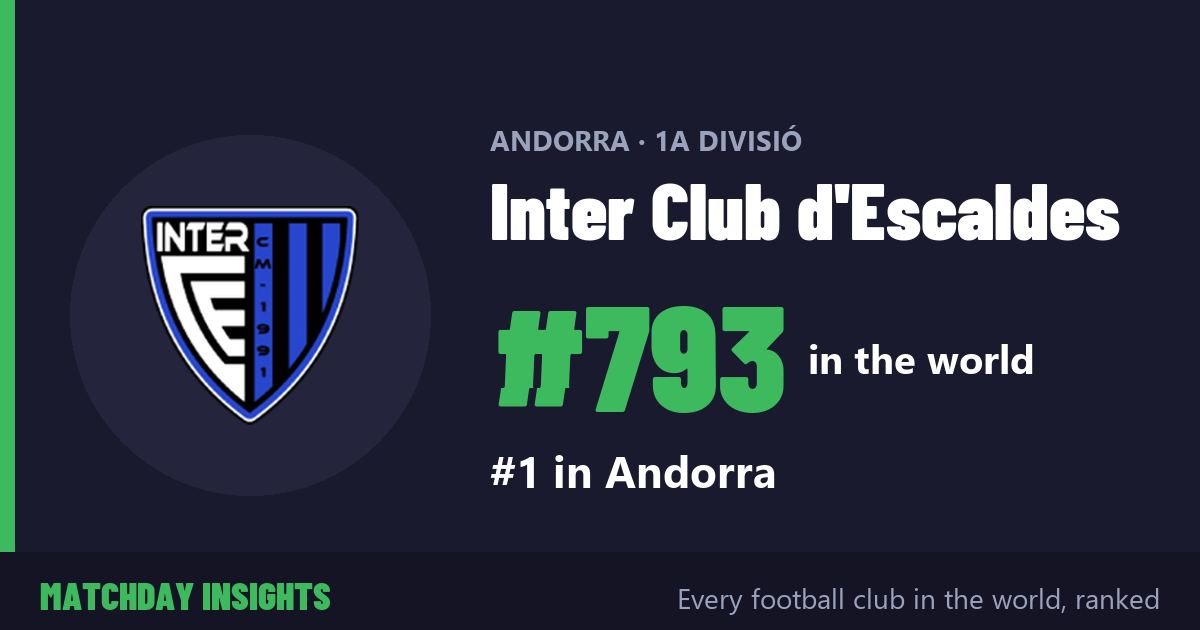 INTER
CE
CM-1991
ANDORRA · 1A DIVISIÓ
Inter Club d'Escaldes
#793 in the world
#1 in Andorra
MATCHDAY INSIGHTS
Every football club in the world, ranked